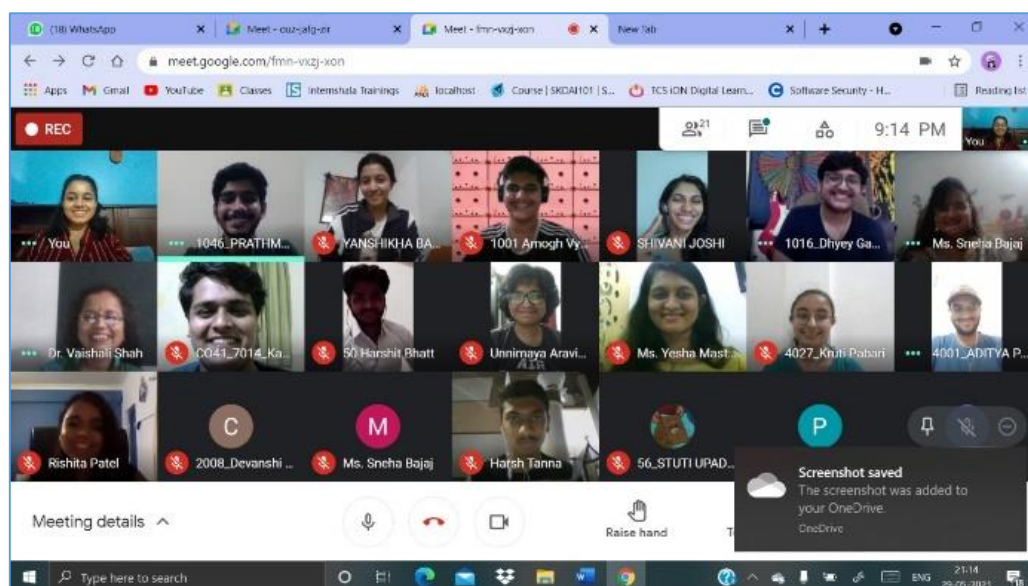 (18) WhatsApp
Meet - ouz-jafg-zir
Meet - fmn-vxzj-xon
New Tab
meet.google.com/fmn-vxzj-xon
Apps Gmail YouTube Classes Internshala Trainings localhost Course | SKDAI101 | S... TCS iON Digital Learn... Software Security - H... Reading list
REC
21
9:14 PM
You
You
1046_PRATHM...
YANSHIKHA BA...
1001 Amogh Vy...
SHIVANI JOSHI
1016_Dhyey Ga...
Ms. Sneha Bajaj
Dr. Vaishali Shah
CO41_7014_Ka...
50 Harshit Bhatt
Unnimaya Aravi...
Ms. Yesha Mast...
4027_Kruti Pabari
4001_ADITYA P...
Rishita Patel
C
2008_Devanshi ...
M
Ms. Sneha Bajaj
Harsh Tanna
56_STUTI UPAD...
P
Screenshot saved
The screenshot was added to
your OneDrive.
OneDrive
Meeting details
Raise hand
Type here to search
ENG
21:14
29-05-2021